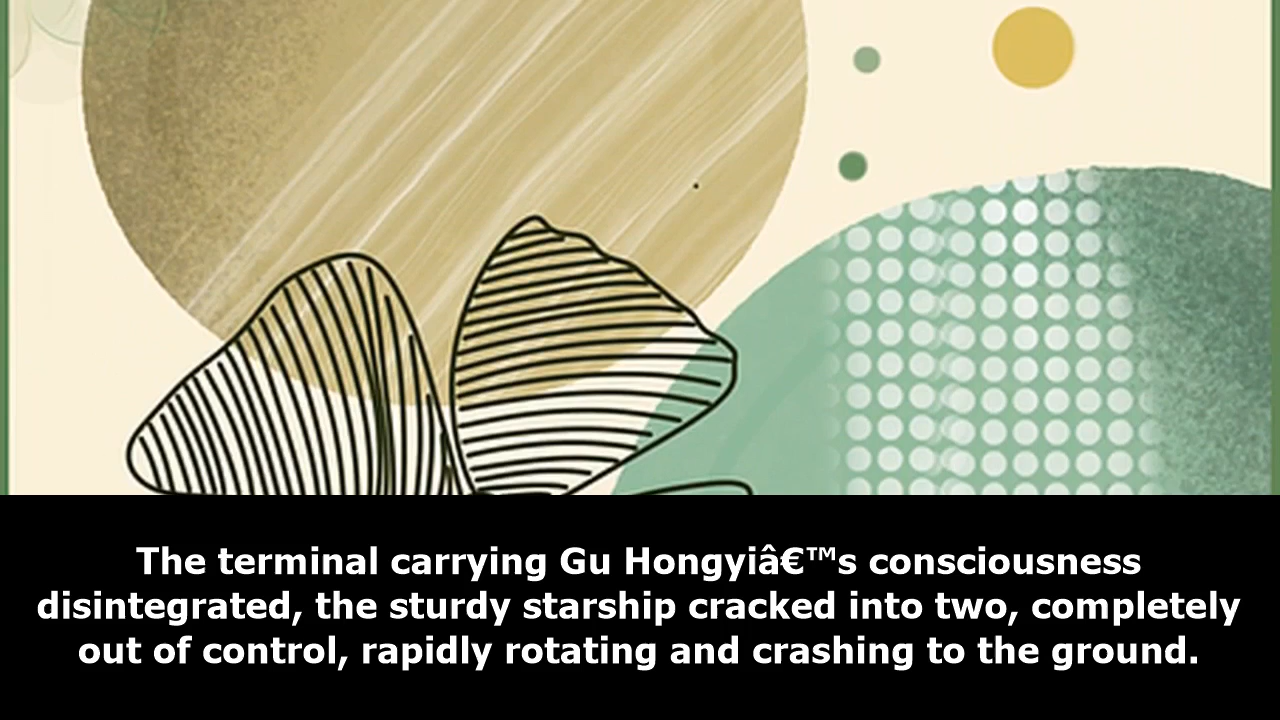 The terminal carrying Gu Hongyiâ€™s consciousness
disintegrated, the sturdy starship cracked into two, completely
out of control, rapidly rotating and crashing to the ground.